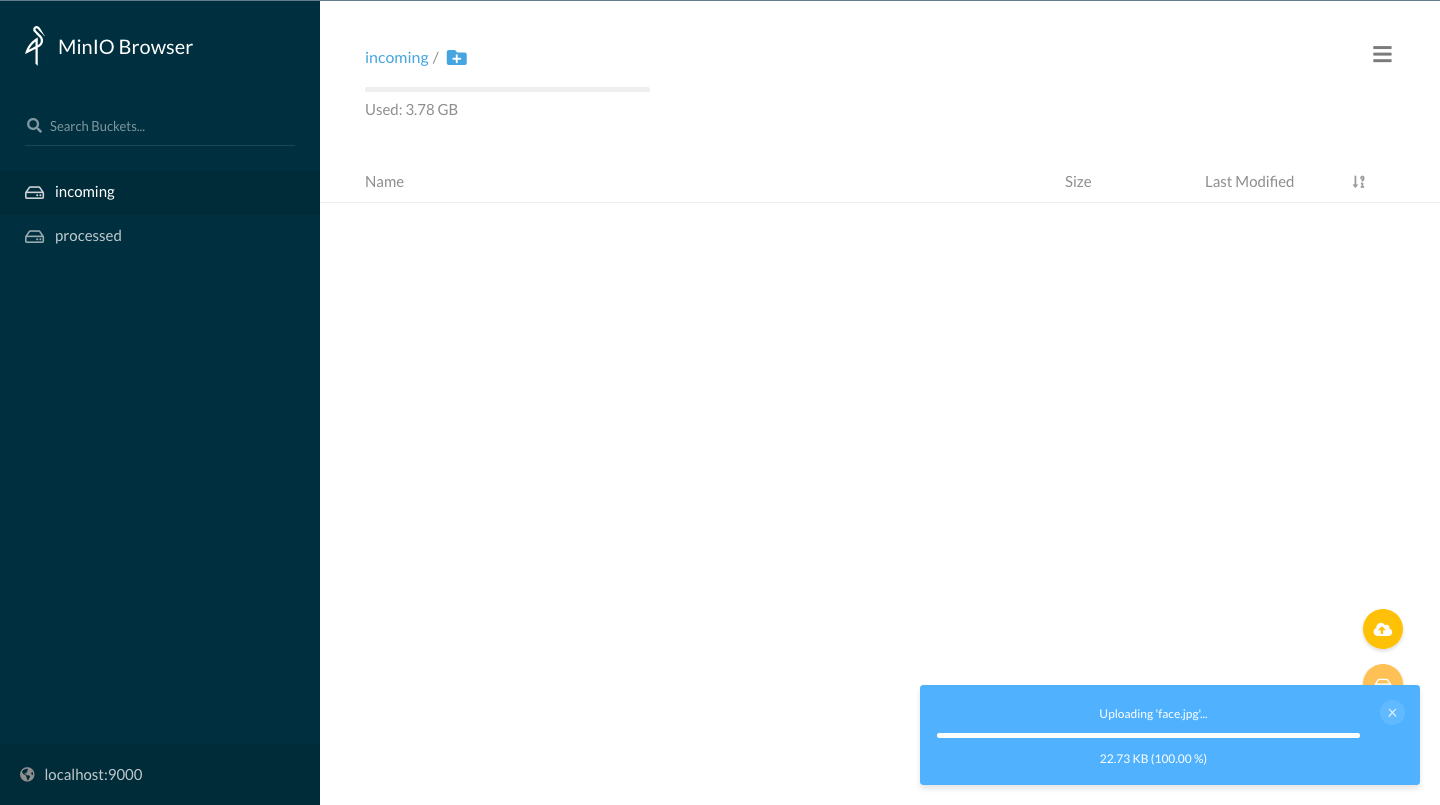 MinIO Browser
Search Buckets...
incoming
processed
localhost:9000
incoming /
Used: 3.78 GB
Name Size Last Modified
Uploading 'face.jpg'...
22.73 KB (100.00 %)